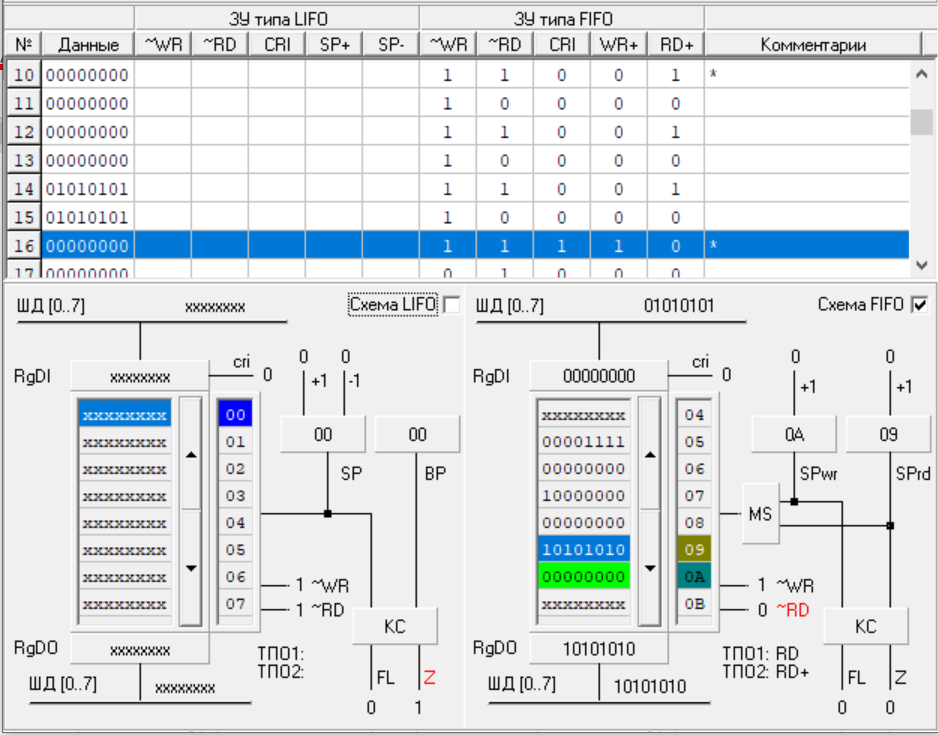 ЗУ типа LIFO ЗУ типа FIFO
№ Данные ~WR ~RD CRI SP+ SP- ~WR ~RD CRI WR+ RD+ Комментарии
10 00000000 1 1 0 0 1 *
11 00000000 1 0 0 0 0
12 00000000 1 1 0 0 1
13 00000000 1 0 0 0 0
14 01010101 1 1 0 0 1
15 01010101 1 0 0 0 0
16 00000000 1 1 1 1 0 *
17 00000000 0 1 0 0 0
ШД [0..7] xxxxxxxx Схема LIFO ШД [0..7] 01010101 Схема FIFO
RgDI xxxxxxxx cri 0 0 0 RgDI 00000000 cri 0 0 0
+1 -1 +1 +1
xxxxxxxx 00 xxxxxxxx 04
xxxxxxxx 01 00 00 00001111 05 0A 09
xxxxxxxx 02 SP BP 00000000 06 SPwr SPrd
xxxxxxxx 03 10000000 07
xxxxxxxx 04 00000000 08 MS
xxxxxxxx 05 10101010 09
xxxxxxxx 06 1 ~WR 00000000 0A 1 ~WR
xxxxxxxx 07 1 ~RD xxxxxxxx 0B 0 ~RD
КС КС
RgDO xxxxxxxx ТПО1: RgDO 10101010 ТПО1: RD
ТПО2: ТПО2: RD+
ШД [0..7] xxxxxxxx FL Z ШД [0..7] 10101010 FL Z
0 1 0 0